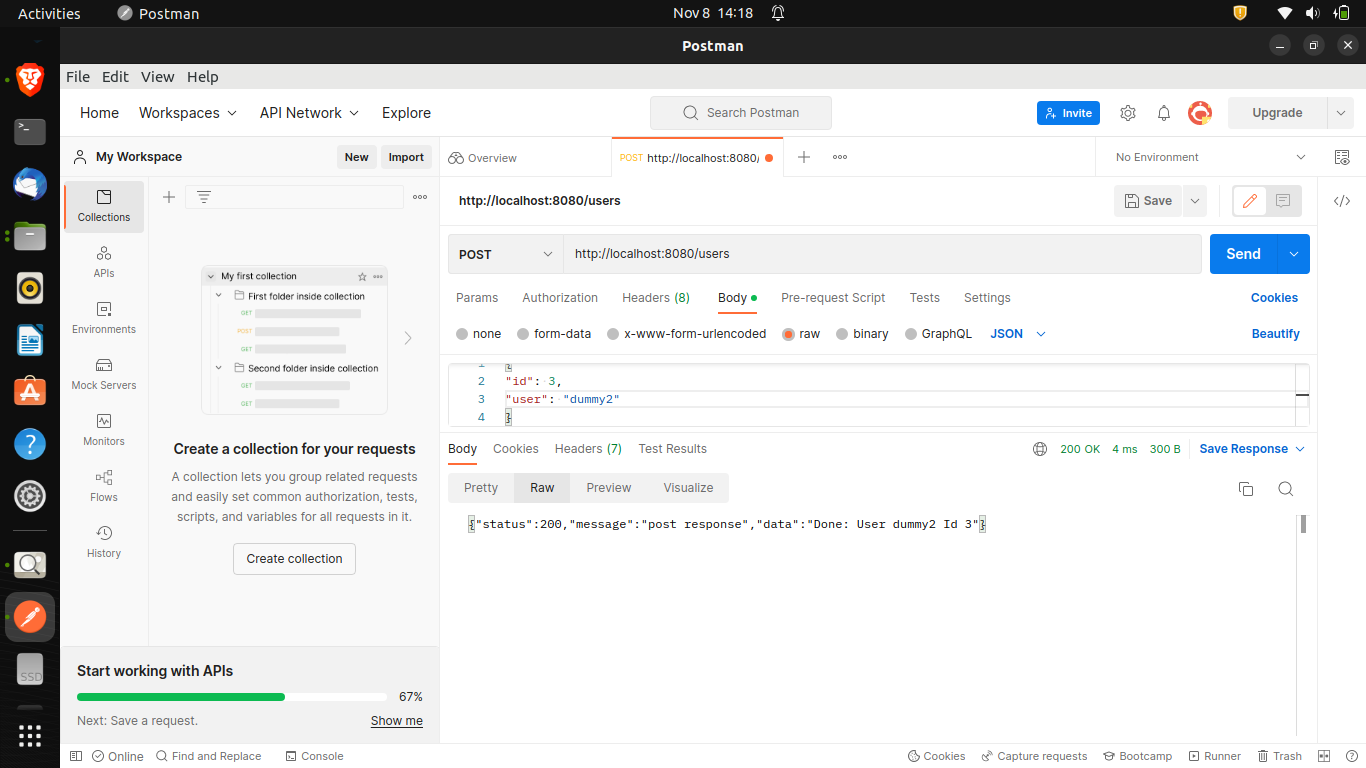 Activities
Postman
Nov 8 14:18
Postman
File Edit View Help
Home Workspaces API Network Explore
Search Postman
Invite
Upgrade
My Workspace
New
Import
Overview
POST http://localhost:8080/
No Environment
Collections
APIs
Environments
Mock Servers
Monitors
Flows
History
My first collection
First folder inside collection
GET
POST
GET
Second folder inside collection
GET
GET
Create a collection for your requests
A collection lets you group related requests
and easily set common authorization, tests,
scripts, and variables for all requests in it.
Create collection
Start working with APIs
67%
Next: Save a request.
Show me
http://localhost:8080/users
Save
</>
POST
http://localhost:8080/users
Send
Params Authorization Headers (8) Body Pre-request Script Tests Settings Cookies
none form-data x-www-form-urlencoded raw binary GraphQL JSON Beautify
1 {
2 "id": 3,
3 "user": "dummy2"
4 }
Body Cookies Headers (7) Test Results
200 OK 4 ms 300 B Save Response
Pretty Raw Preview Visualize
{"status":200,"message":"post response","data":"Done: User dummy2 Id 3"}
SSD
Online Find and Replace Console
Cookies Capture requests Bootcamp Runner Trash